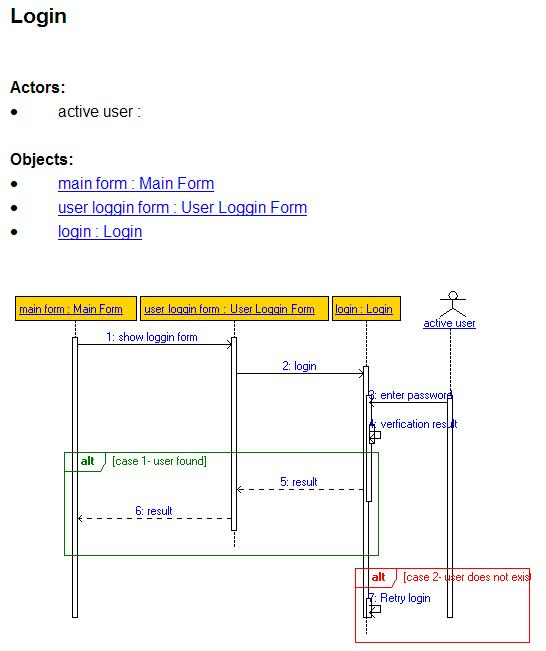 Login
Actors:
• active user :
Objects:
• main form : Main Form
• user loggin form : User Loggin Form
• login : Login
main form : Main Form
user loggin form : User Loggin Form
login : Login
active user
1: show loggin form
2: login
3: enter password
4: verfication result
alt [case 1- user found]
5: result
6: result
alt [case 2- user does not exist
7: Retry login